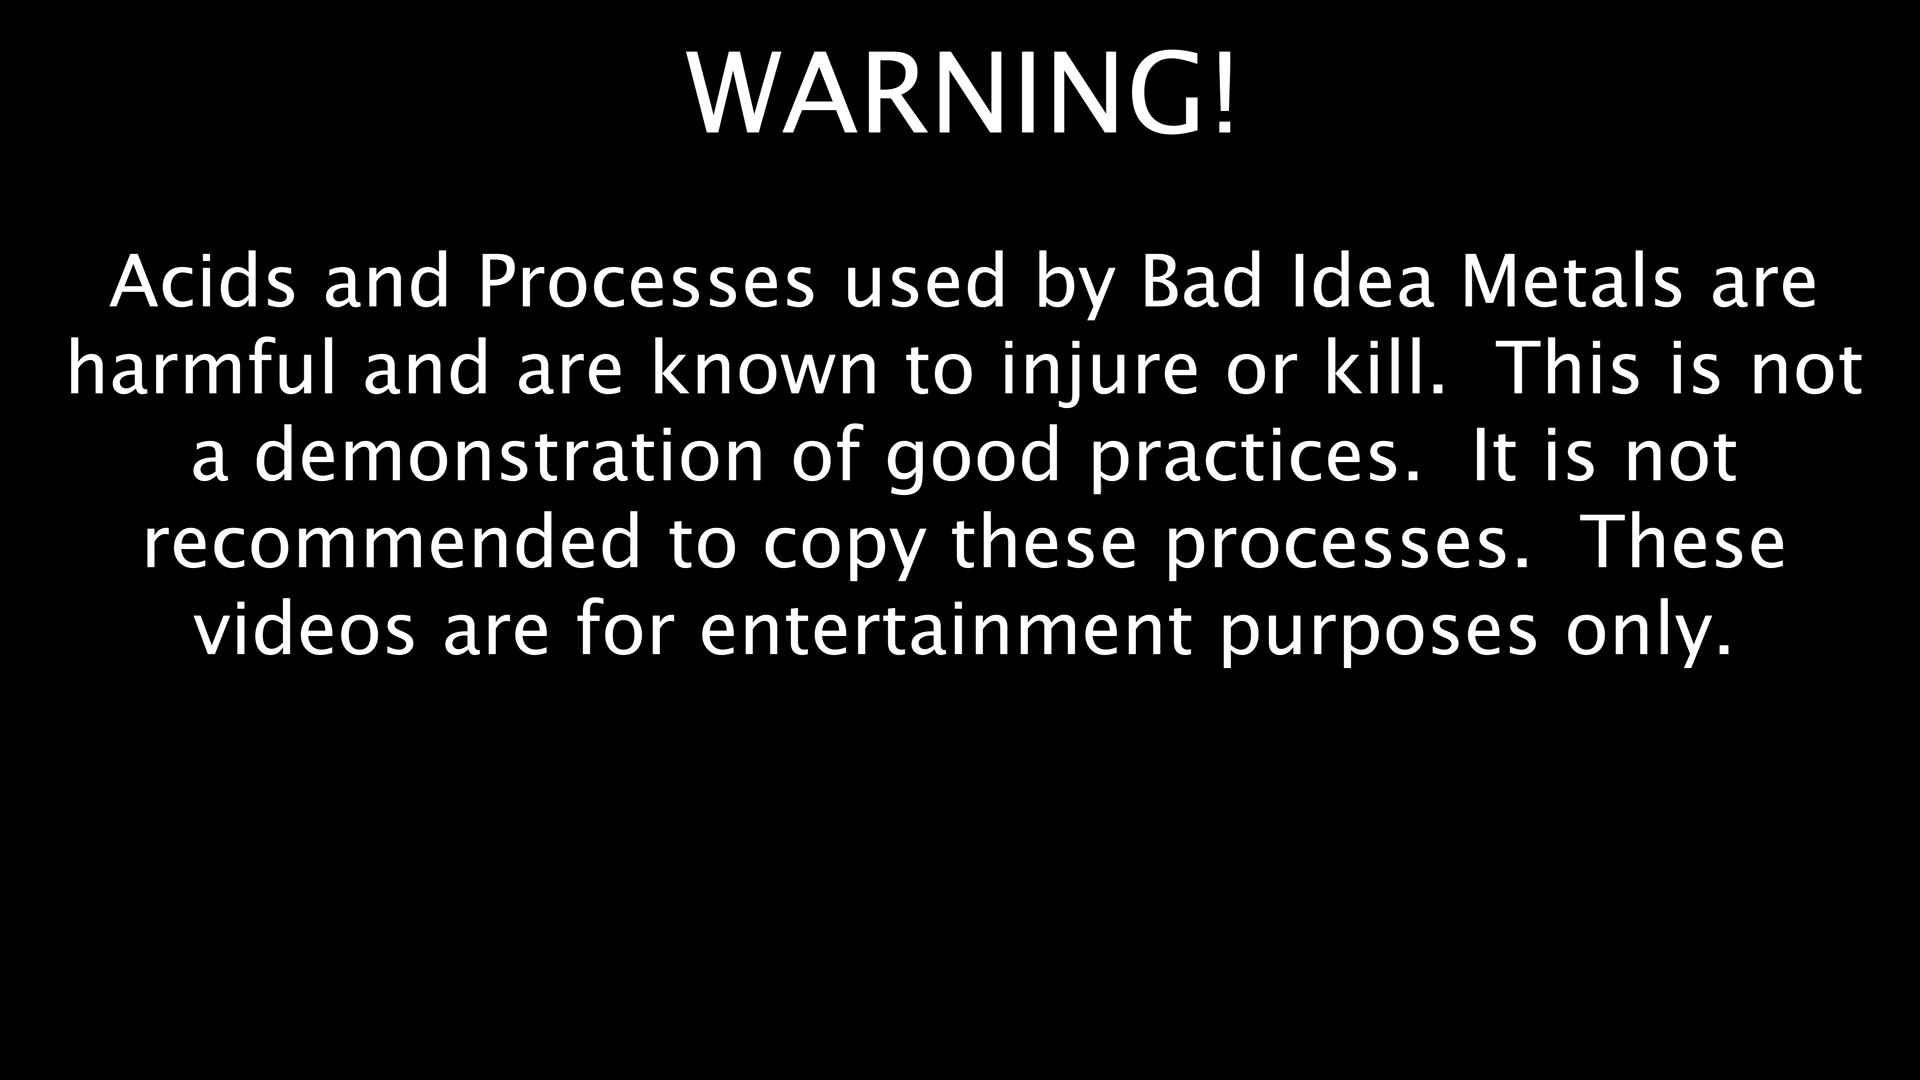 WARNING!
Acids and Processes used by Bad Idea Metals are
harmful and are known to injure or kill.  This is not
a demonstration of good practices.  It is not
recommended to copy these processes.  These
videos are for entertainment purposes only.